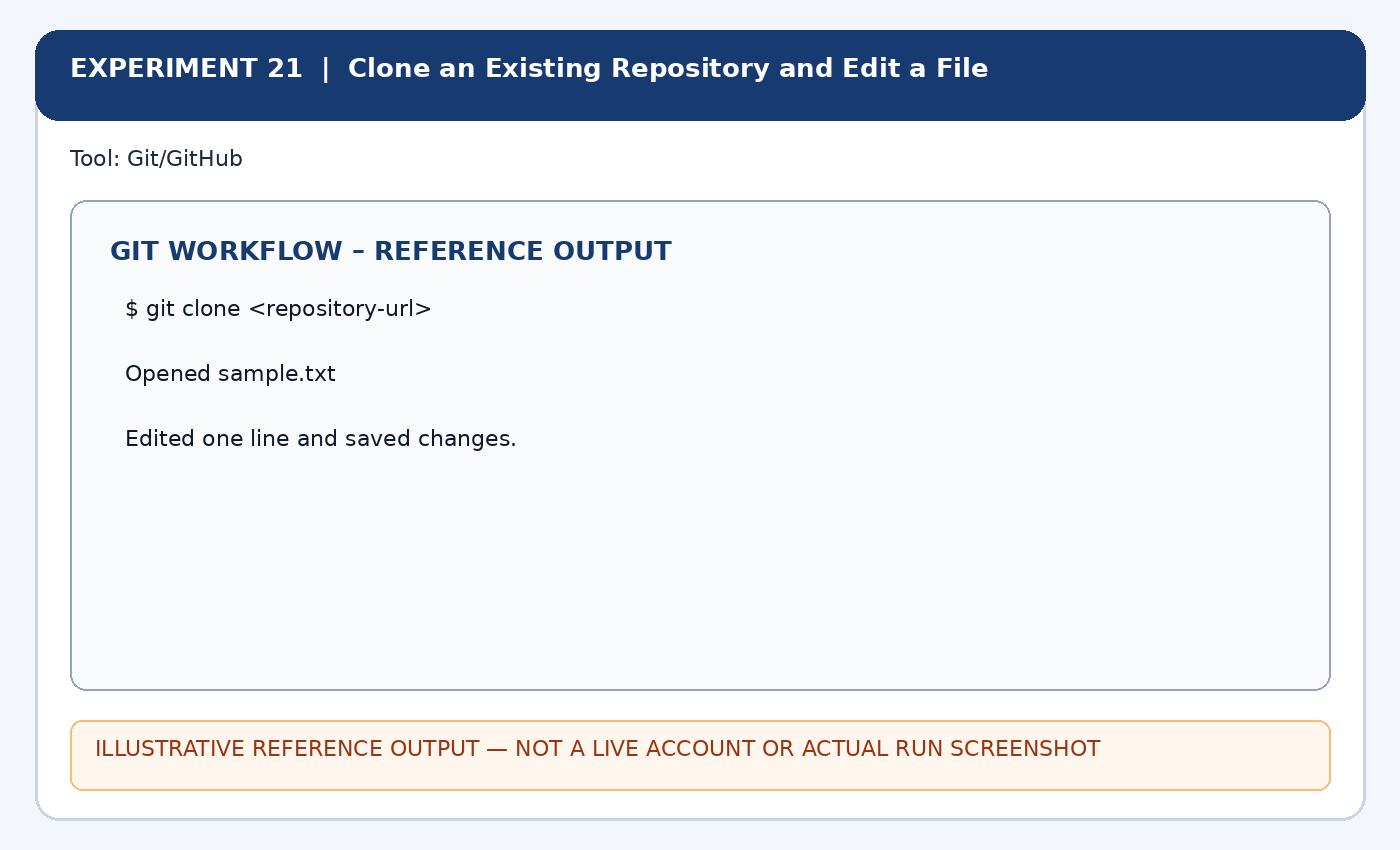 EXPERIMENT 21 | Clone an Existing Repository and Edit a File
Tool: Git/GitHub
GIT WORKFLOW – REFERENCE OUTPUT
$ git clone <repository-url>
Opened sample.txt
Edited one line and saved changes.
ILLUSTRATIVE REFERENCE OUTPUT — NOT A LIVE ACCOUNT OR ACTUAL RUN SCREENSHOT